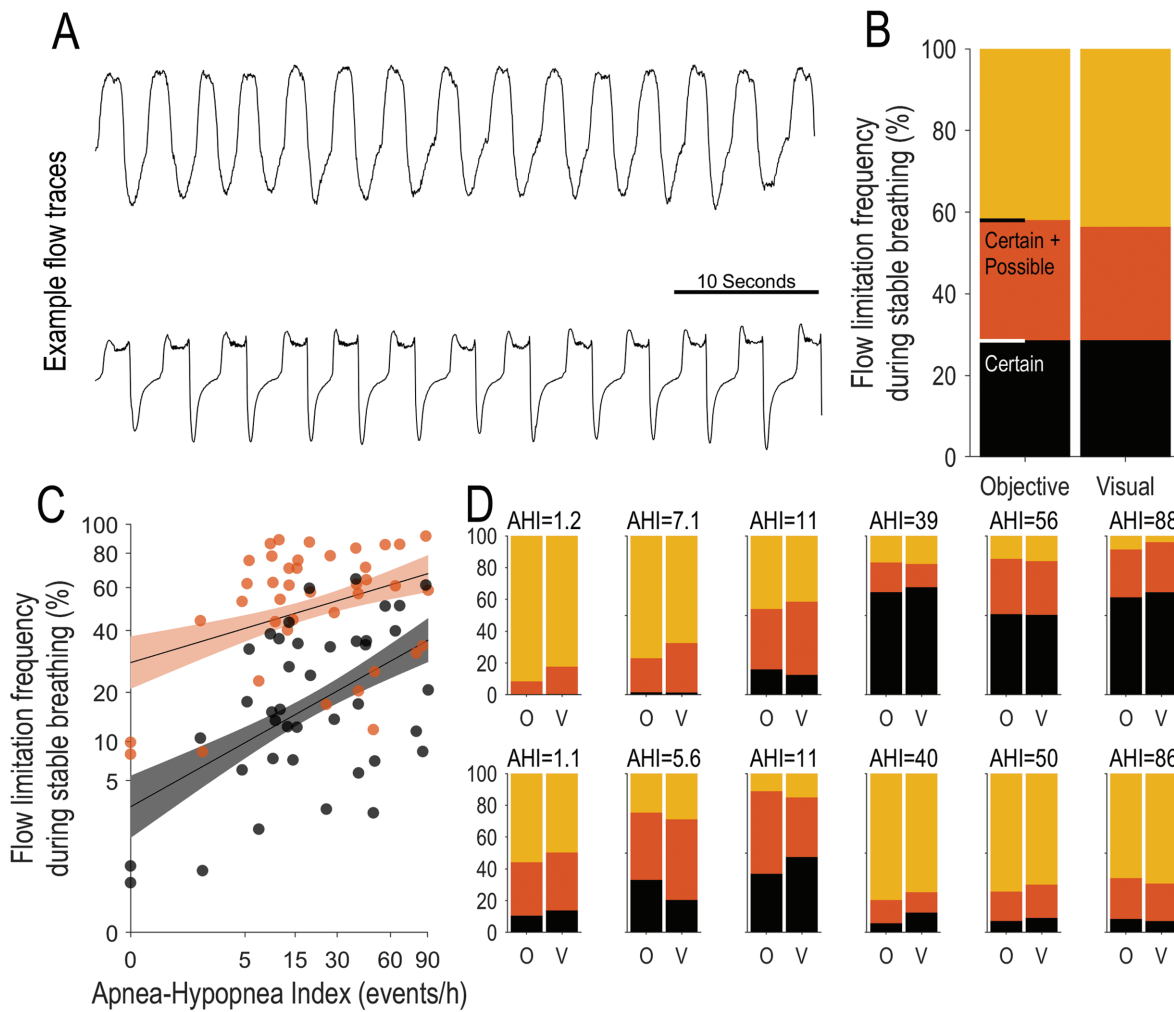 A
Example flow traces
10 Seconds
B
Flow limitation frequency
during stable breathing (%)
100
80
60
40
20
0
Certain +
Possible
Certain
Objective
Visual
C
Flow limitation frequency
during stable breathing (%)
100
80
60
40
20
10
5
0
0
5
15
30
60
90
Apnea-Hypopnea Index (events/h)
D
AHI=1.2
AHI=7.1
AHI=11
AHI=39
AHI=56
AHI=88
100
80
60
40
20
0
O V
O V
O V
O V
O V
O V
AHI=1.1
AHI=5.6
AHI=11
AHI=40
AHI=50
AHI=86
100
80
60
40
20
0
O V
O V
O V
O V
O V
O V